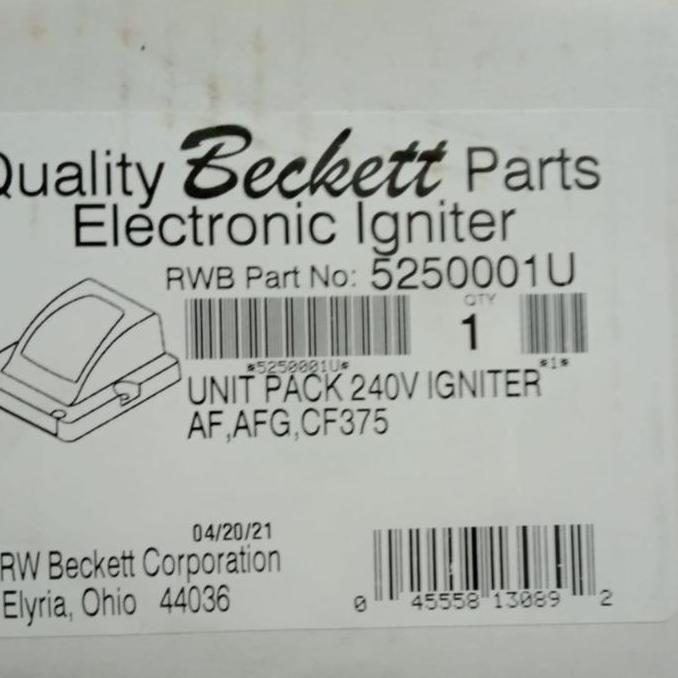 Quality Beckett Parts
Electronic Igniter
RWB Part No: 5250001U
QTY
1
*5250001U*
*1*
UNIT PACK 240V IGNITER
AF,AFG,CF375
04/20/21
RW Beckett Corporation
Elyria, Ohio 44036
0 45558 13089 2